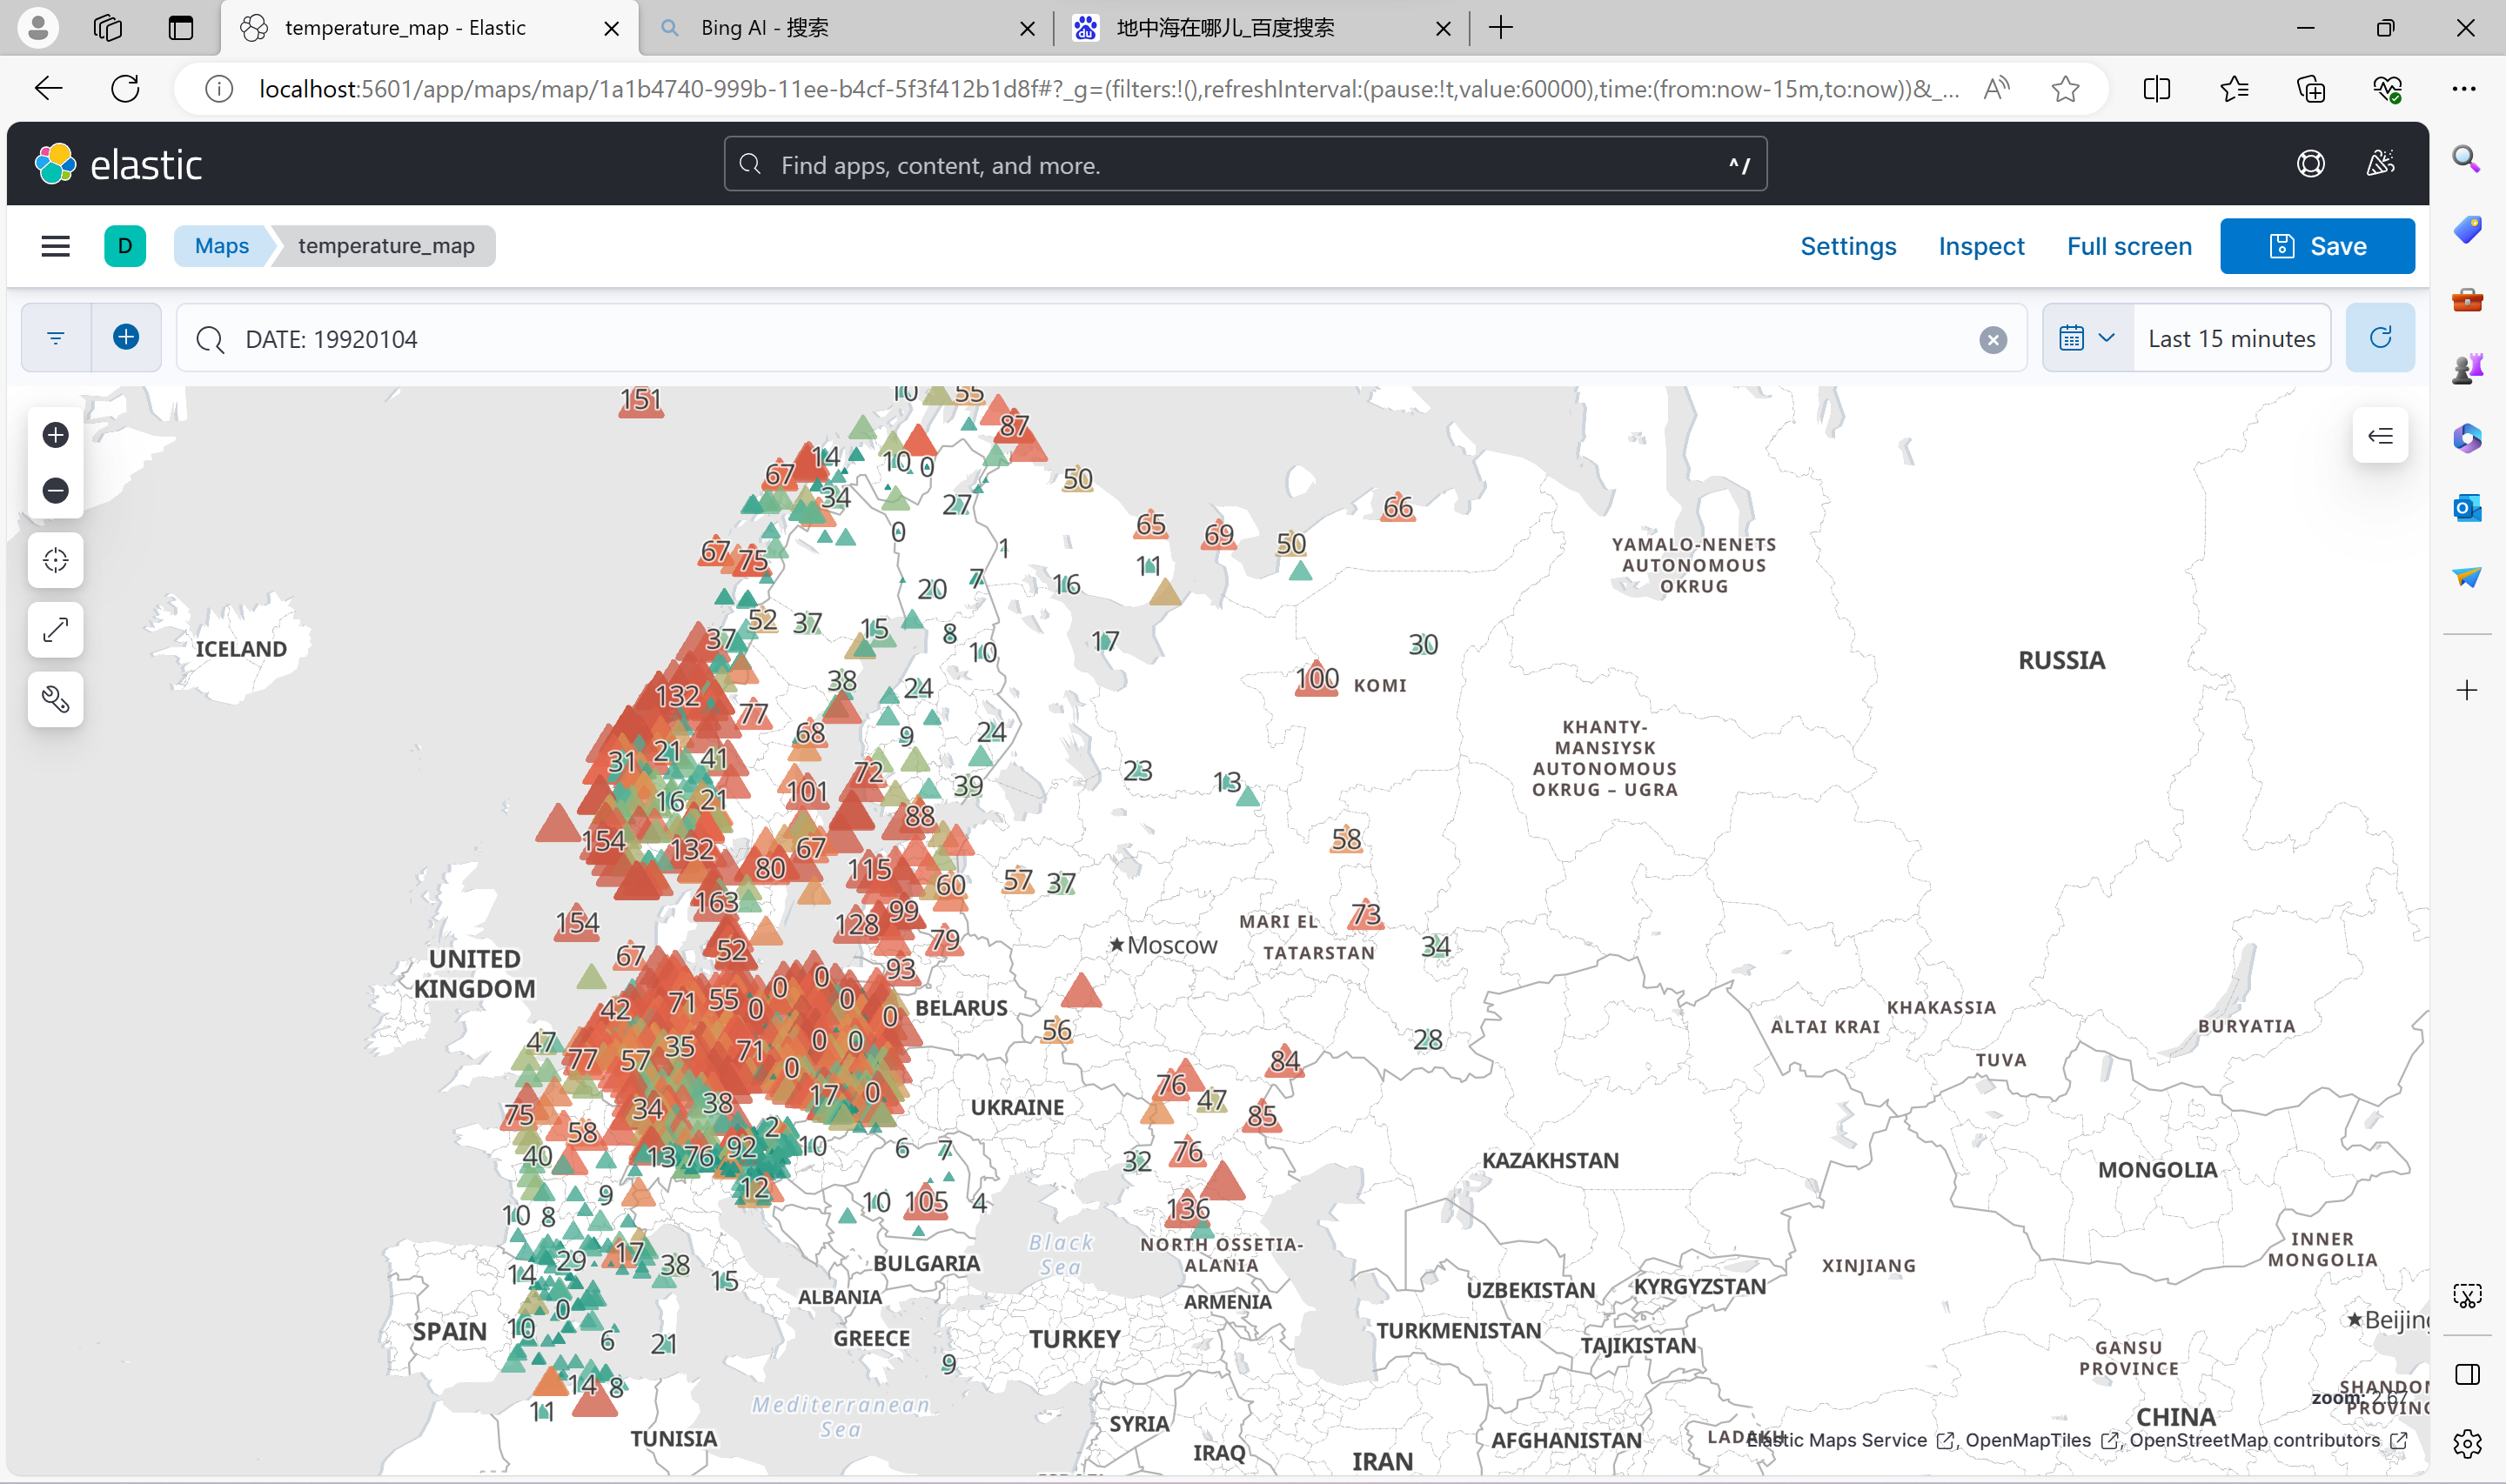 temperature_map - Elastic
Bing AI - 搜索
地中海在哪儿_百度搜索
localhost:5601/app/maps/map/1a1b4740-999b-11ee-b4cf-5f3f412b1d8f#?_g=(filters:!(),refreshInterval:(pause:!t,value:60000),time:(from:now-15m,to:now))&_...
elastic
Find apps, content, and more.
^/
D
Maps
temperature_map
Settings
Inspect
Full screen
Save
DATE: 19920104
Last 15 minutes
151
10
55
87
14
67
10
0
50
34
27
66
65
69
0
50
67
75
1
11
YAMALO-NENETS
AUTONOMOUS
OKRUG
7
16
20
52
37
15
8
37
17
30
10
ICELAND
RUSSIA
38
24
100
KOMI
132
77
68
9
24
KHANTY-
MANSIYSK
AUTONOMOUS
OKRUG – UGRA
31
21
41
72
23
13
39
101
16
21
88
154
132
67
58
80
115
60
57
37
163
99
128
154
73
MARI EL
79
Moscow
34
TATARSTAN
52
67
93
UNITED
KINGDOM
0
0
71
55
0
0
42
0
BELARUS
KHAKASSIA
ALTAI KRAI
BURYATIA
56
28
47
77
57
35
71
0
0
0
84
TUVA
76
47
17
0
34
38
75
UKRAINE
85
58
2
10
6
7
40
13
76
92
32
76
KAZAKHSTAN
MONGOLIA
12
9
10
105
4
136
10
8
Black
Sea
NORTH OSSETIA-
ALANIA
INNER
MONGOLIA
17
29
38
14
15
BULGARIA
XINJIANG
UZBEKISTAN
KYRGYZSTAN
ALBANIA
ARMENIA
0
10
SPAIN
6
21
GREECE
TURKEY
TURKMENISTAN
TAJIKISTAN
Beijing
9
GANSU
PROVINCE
14
8
11
Mediterranean
Sea
zoom: 2.67
CHINA
SYRIA
TUNISIA
IRAQ
IRAN
AFGHANISTAN
LADAKH
Elastic Maps Service , OpenMapTiles , OpenStreetMap contributors